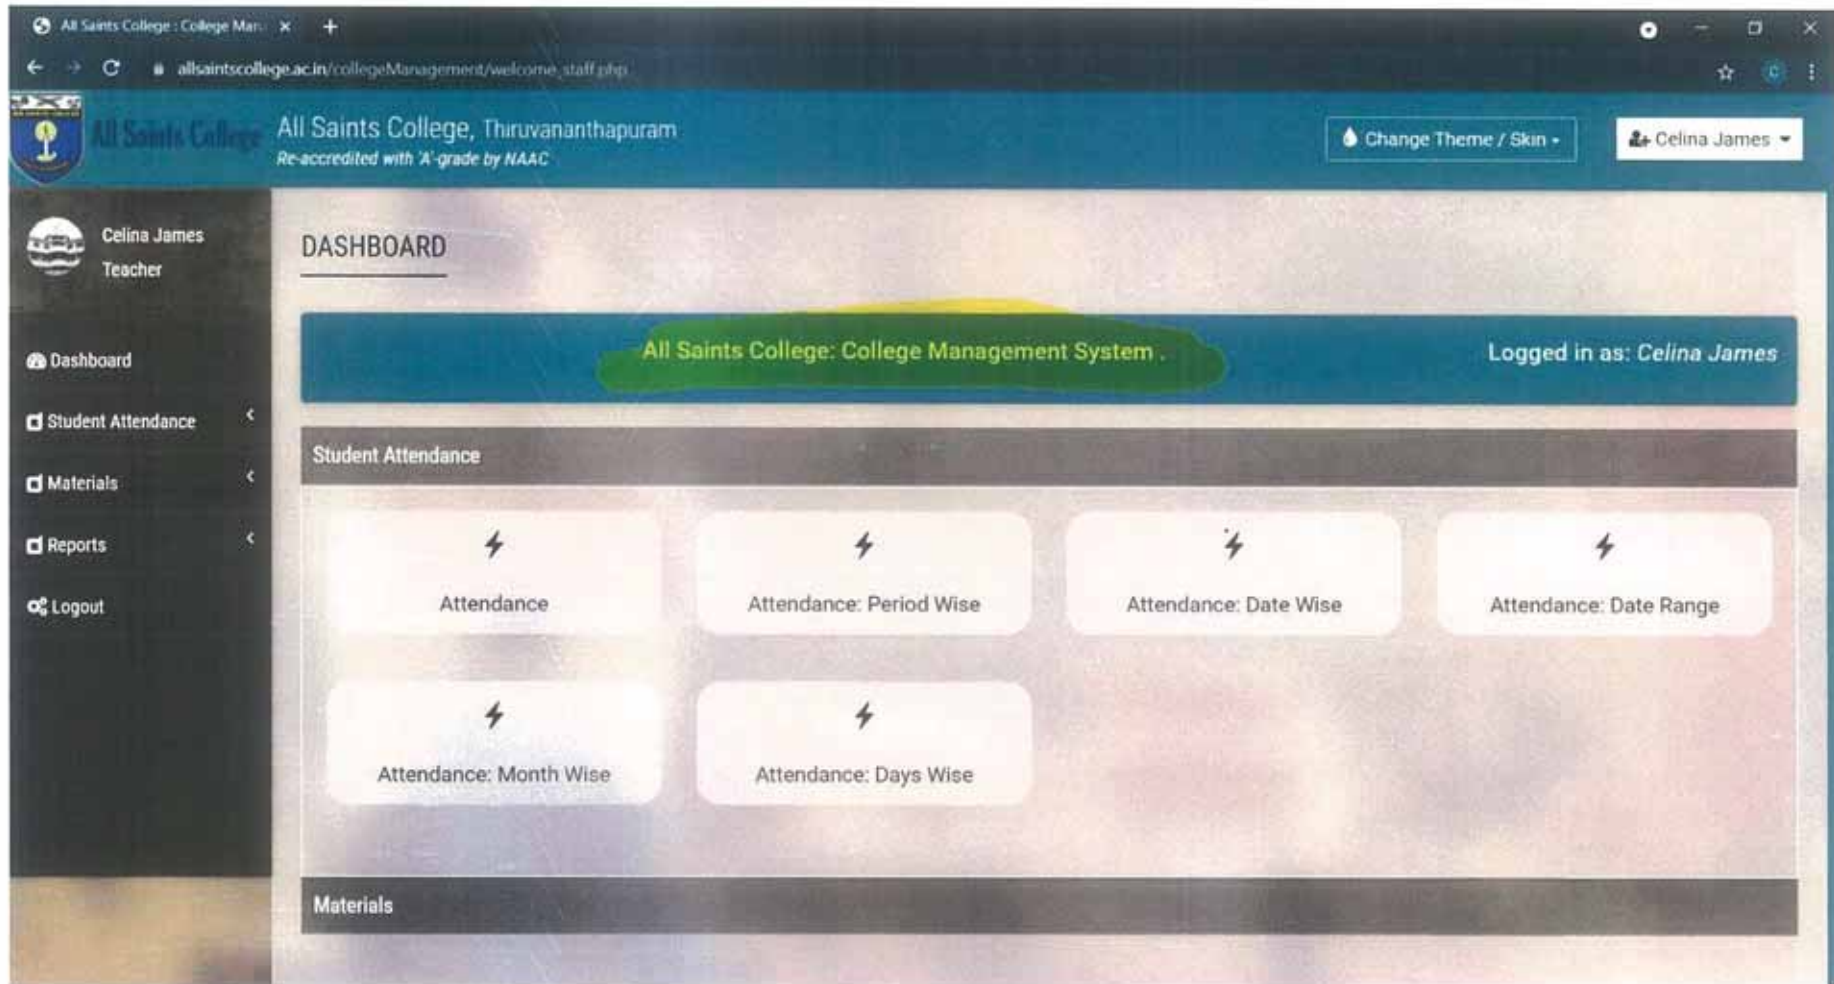 All Saints College : College Man
allsaintscollege.ac.in/collegeManagement/welcome_staff.php
C
All Saints College
All Saints College, Thiruvananthapuram
Re-accredited with 'A'-grade by NAAC
Change Theme / Skin
Celina James
Celina James
Teacher
Dashboard
Student Attendance
Materials
Reports
Logout
DASHBOARD
All Saints College: College Management System .
Logged in as: Celina James
Student Attendance
Attendance
Attendance: Period Wise
Attendance: Date Wise
Attendance: Date Range
Attendance: Month Wise
Attendance: Days Wise
Materials